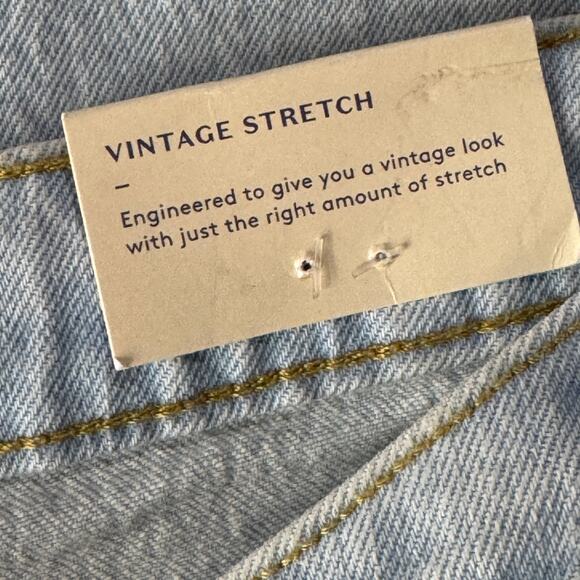 VINTAGE STRETCH
–
Engineered to give you a vintage look
with just the right amount of stretch